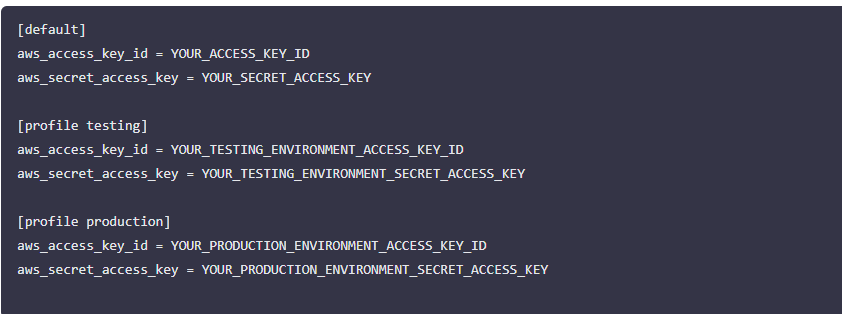 [default]
aws_access_key_id = YOUR_ACCESS_KEY_ID
aws_secret_access_key = YOUR_SECRET_ACCESS_KEY
[profile testing]
aws_access_key_id = YOUR_TESTING_ENVIRONMENT_ACCESS_KEY_ID
aws_secret_access_key = YOUR_TESTING_ENVIRONMENT_SECRET_ACCESS_KEY
[profile production]
aws_access_key_id = YOUR_PRODUCTION_ENVIRONMENT_ACCESS_KEY_ID
aws_secret_access_key = YOUR_PRODUCTION_ENVIRONMENT_SECRET_ACCESS_KEY